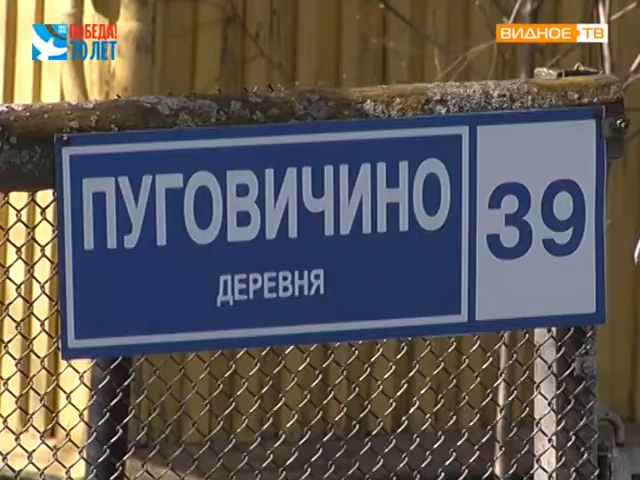 ПОБЕДА!
70 ЛЕТ
ВИДНОЕ ТВ
ПУГОВИЧИНО 39
ДЕРЕВНЯ